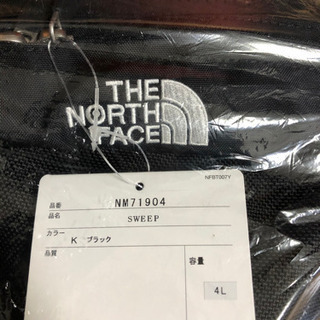 THE
NORTH
FACE
NFBT007Y
品番 NM71904
品名 SWEEP
カラー K ブラック
品質 容量
4L